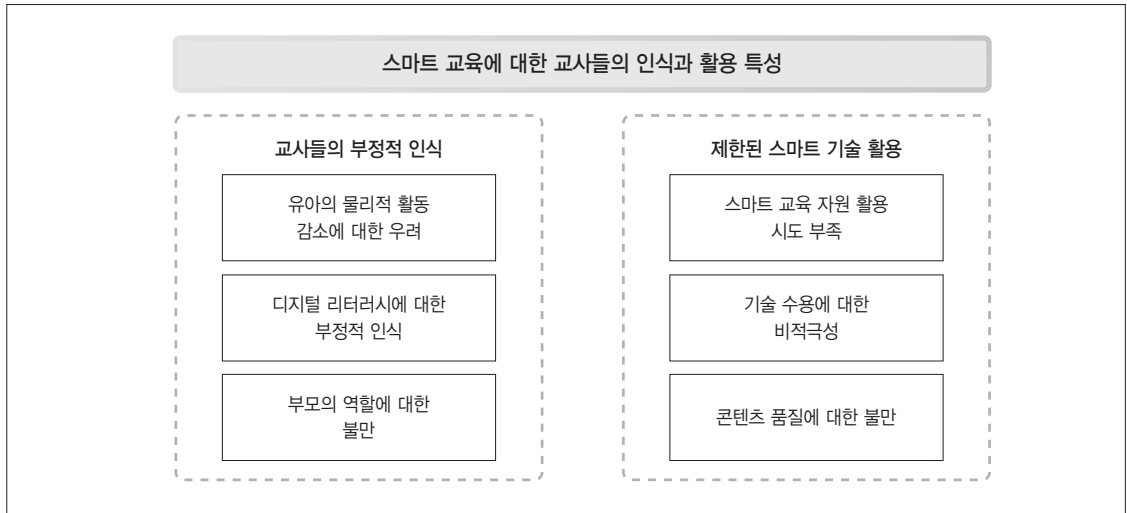 스마트 교육에 대한 교사들의 인식과 활용 특성
교사들의 부정적 인식
유아의 물리적 활동
감소에 대한 우려
디지털 리터러시에 대한
부정적 인식
부모의 역할에 대한
불만
제한된 스마트 기술 활용
스마트 교육 자원 활용
시도 부족
기술 수용에 대한
비적극성
콘텐츠 품질에 대한 불만